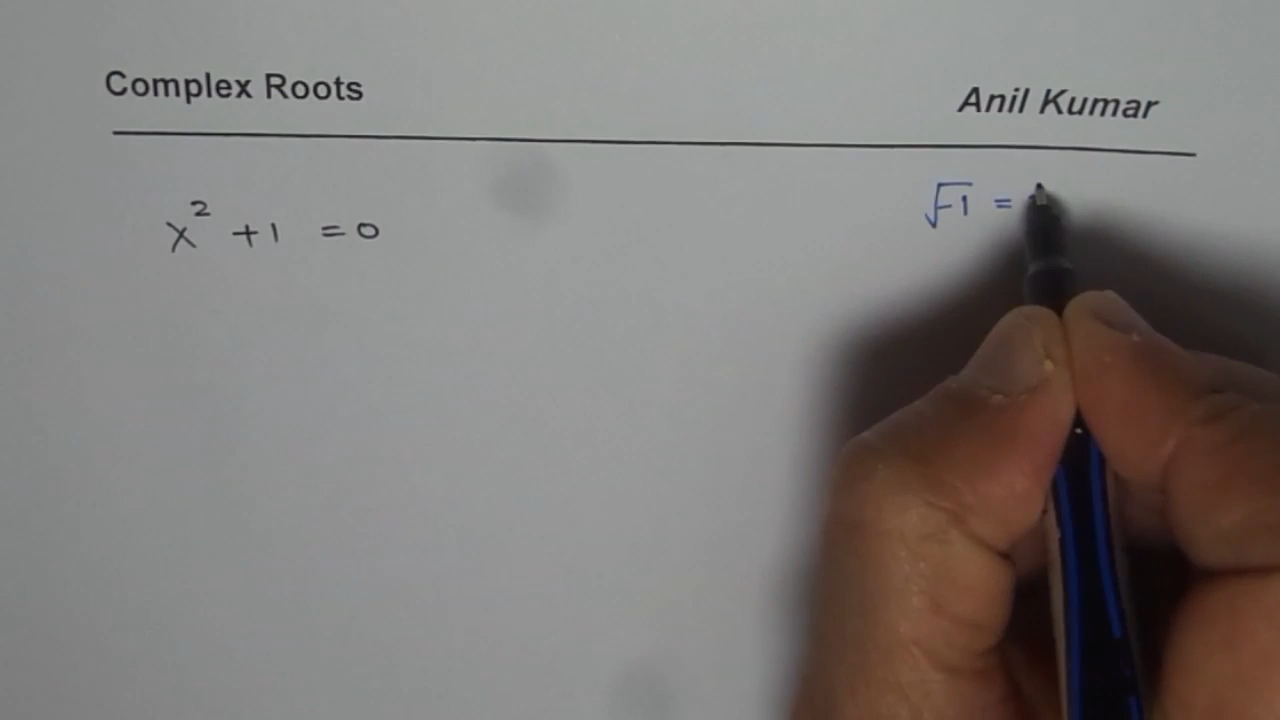 Complex Roots
Anil Kumar
x² + 1 = 0
√-1 =